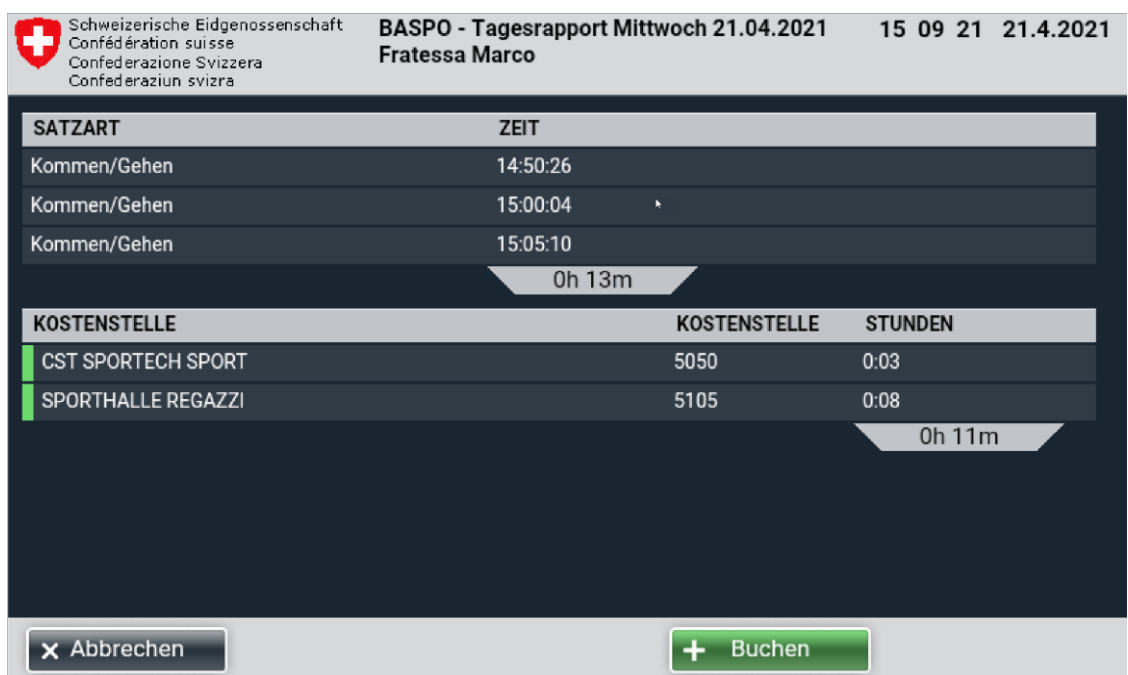 Schweizerische Eidgenossenschaft
Confédération suisse
Confederazione Svizzera
Confederaziun svizra
BASPO - Tagesrapport Mittwoch 21.04.2021
Fratessa Marco
15 09 21 21.4.2021
SATZART ZEIT
Kommen/Gehen 14:50:26
Kommen/Gehen 15:00:04
Kommen/Gehen 15:05:10
0h 13m
KOSTENSTELLE KOSTENSTELLE STUNDEN
CST SPORTECH SPORT 5050 0:03
SPORTHALLE REGAZZI 5105 0:08
0h 11m
× Abbrechen + Buchen